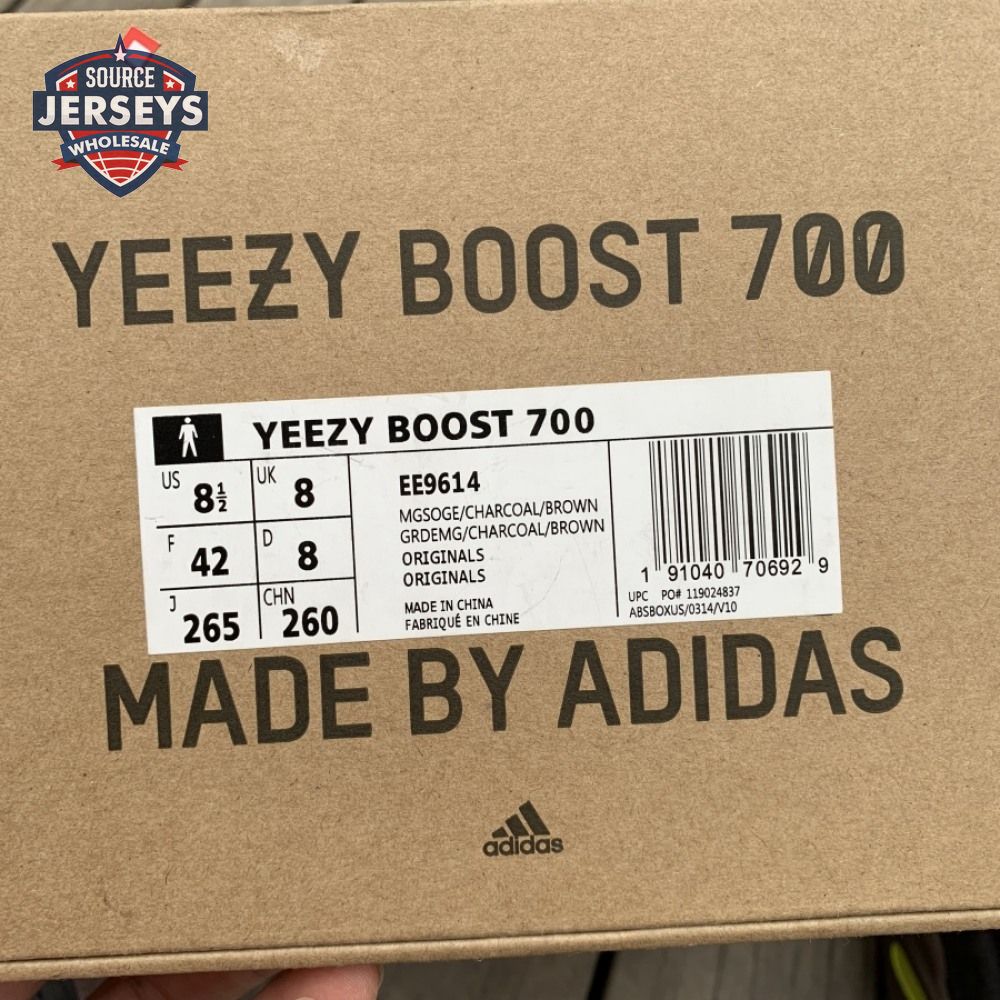 SOURCE
JERSEYS
WHOLESALE
YEEZY BOOST 700
YEEZY BOOST 700
US 8½ UK 8
F 42 D 8
J 265 CHN 260
EE9614
MGSOGE/CHARCOAL/BROWN
GRDEMG/CHARCOAL/BROWN
ORIGINALS
ORIGINALS
MADE IN CHINA
FABRIQUÉ EN CHINE
1 91040 70692 9
UPC PO# 119024837
ABSBOXUS/0314/V10
MADE BY ADIDAS
adidas